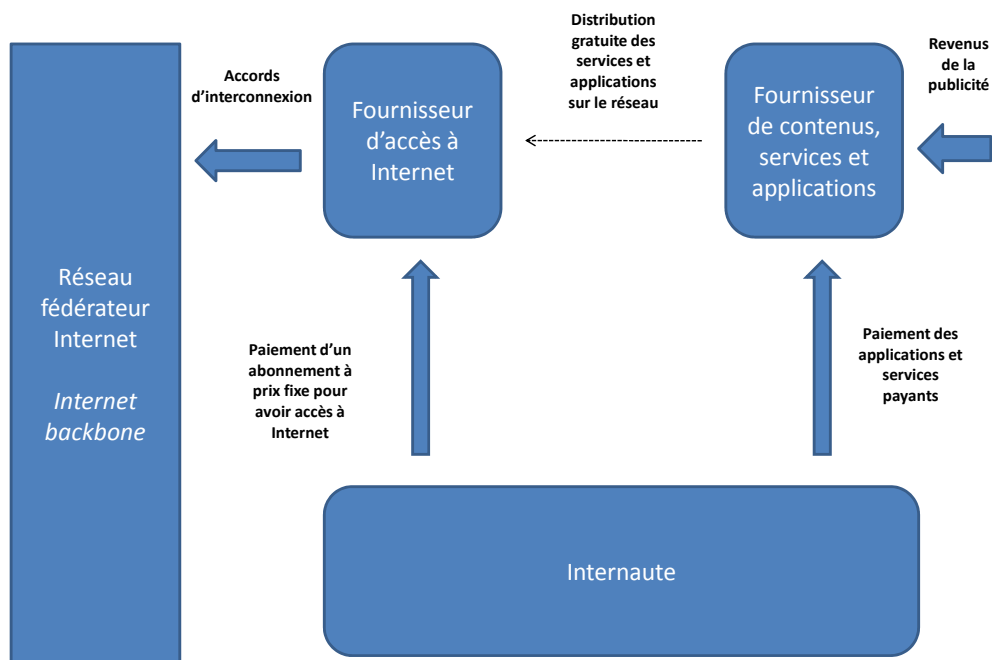 Distribution
gratuite des
services et
applications
sur le réseau
Revenus
de la
publicité
Accords
d’interconnexion
Fournisseur
d’accès à
Internet
Fournisseur
de contenus,
services et
applications
Réseau
fédérateur
Internet
Internet
backbone
Paiement d’un
abonnement à
prix fixe pour
avoir accès à
Internet
Paiement des
applications et
services
payants
Internaute